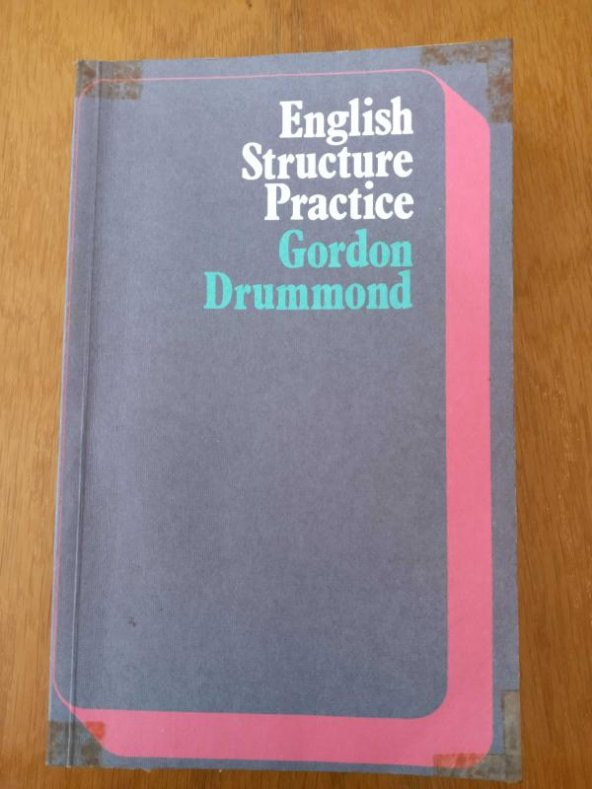 English
Structure
Practice
Gordon
Drummond